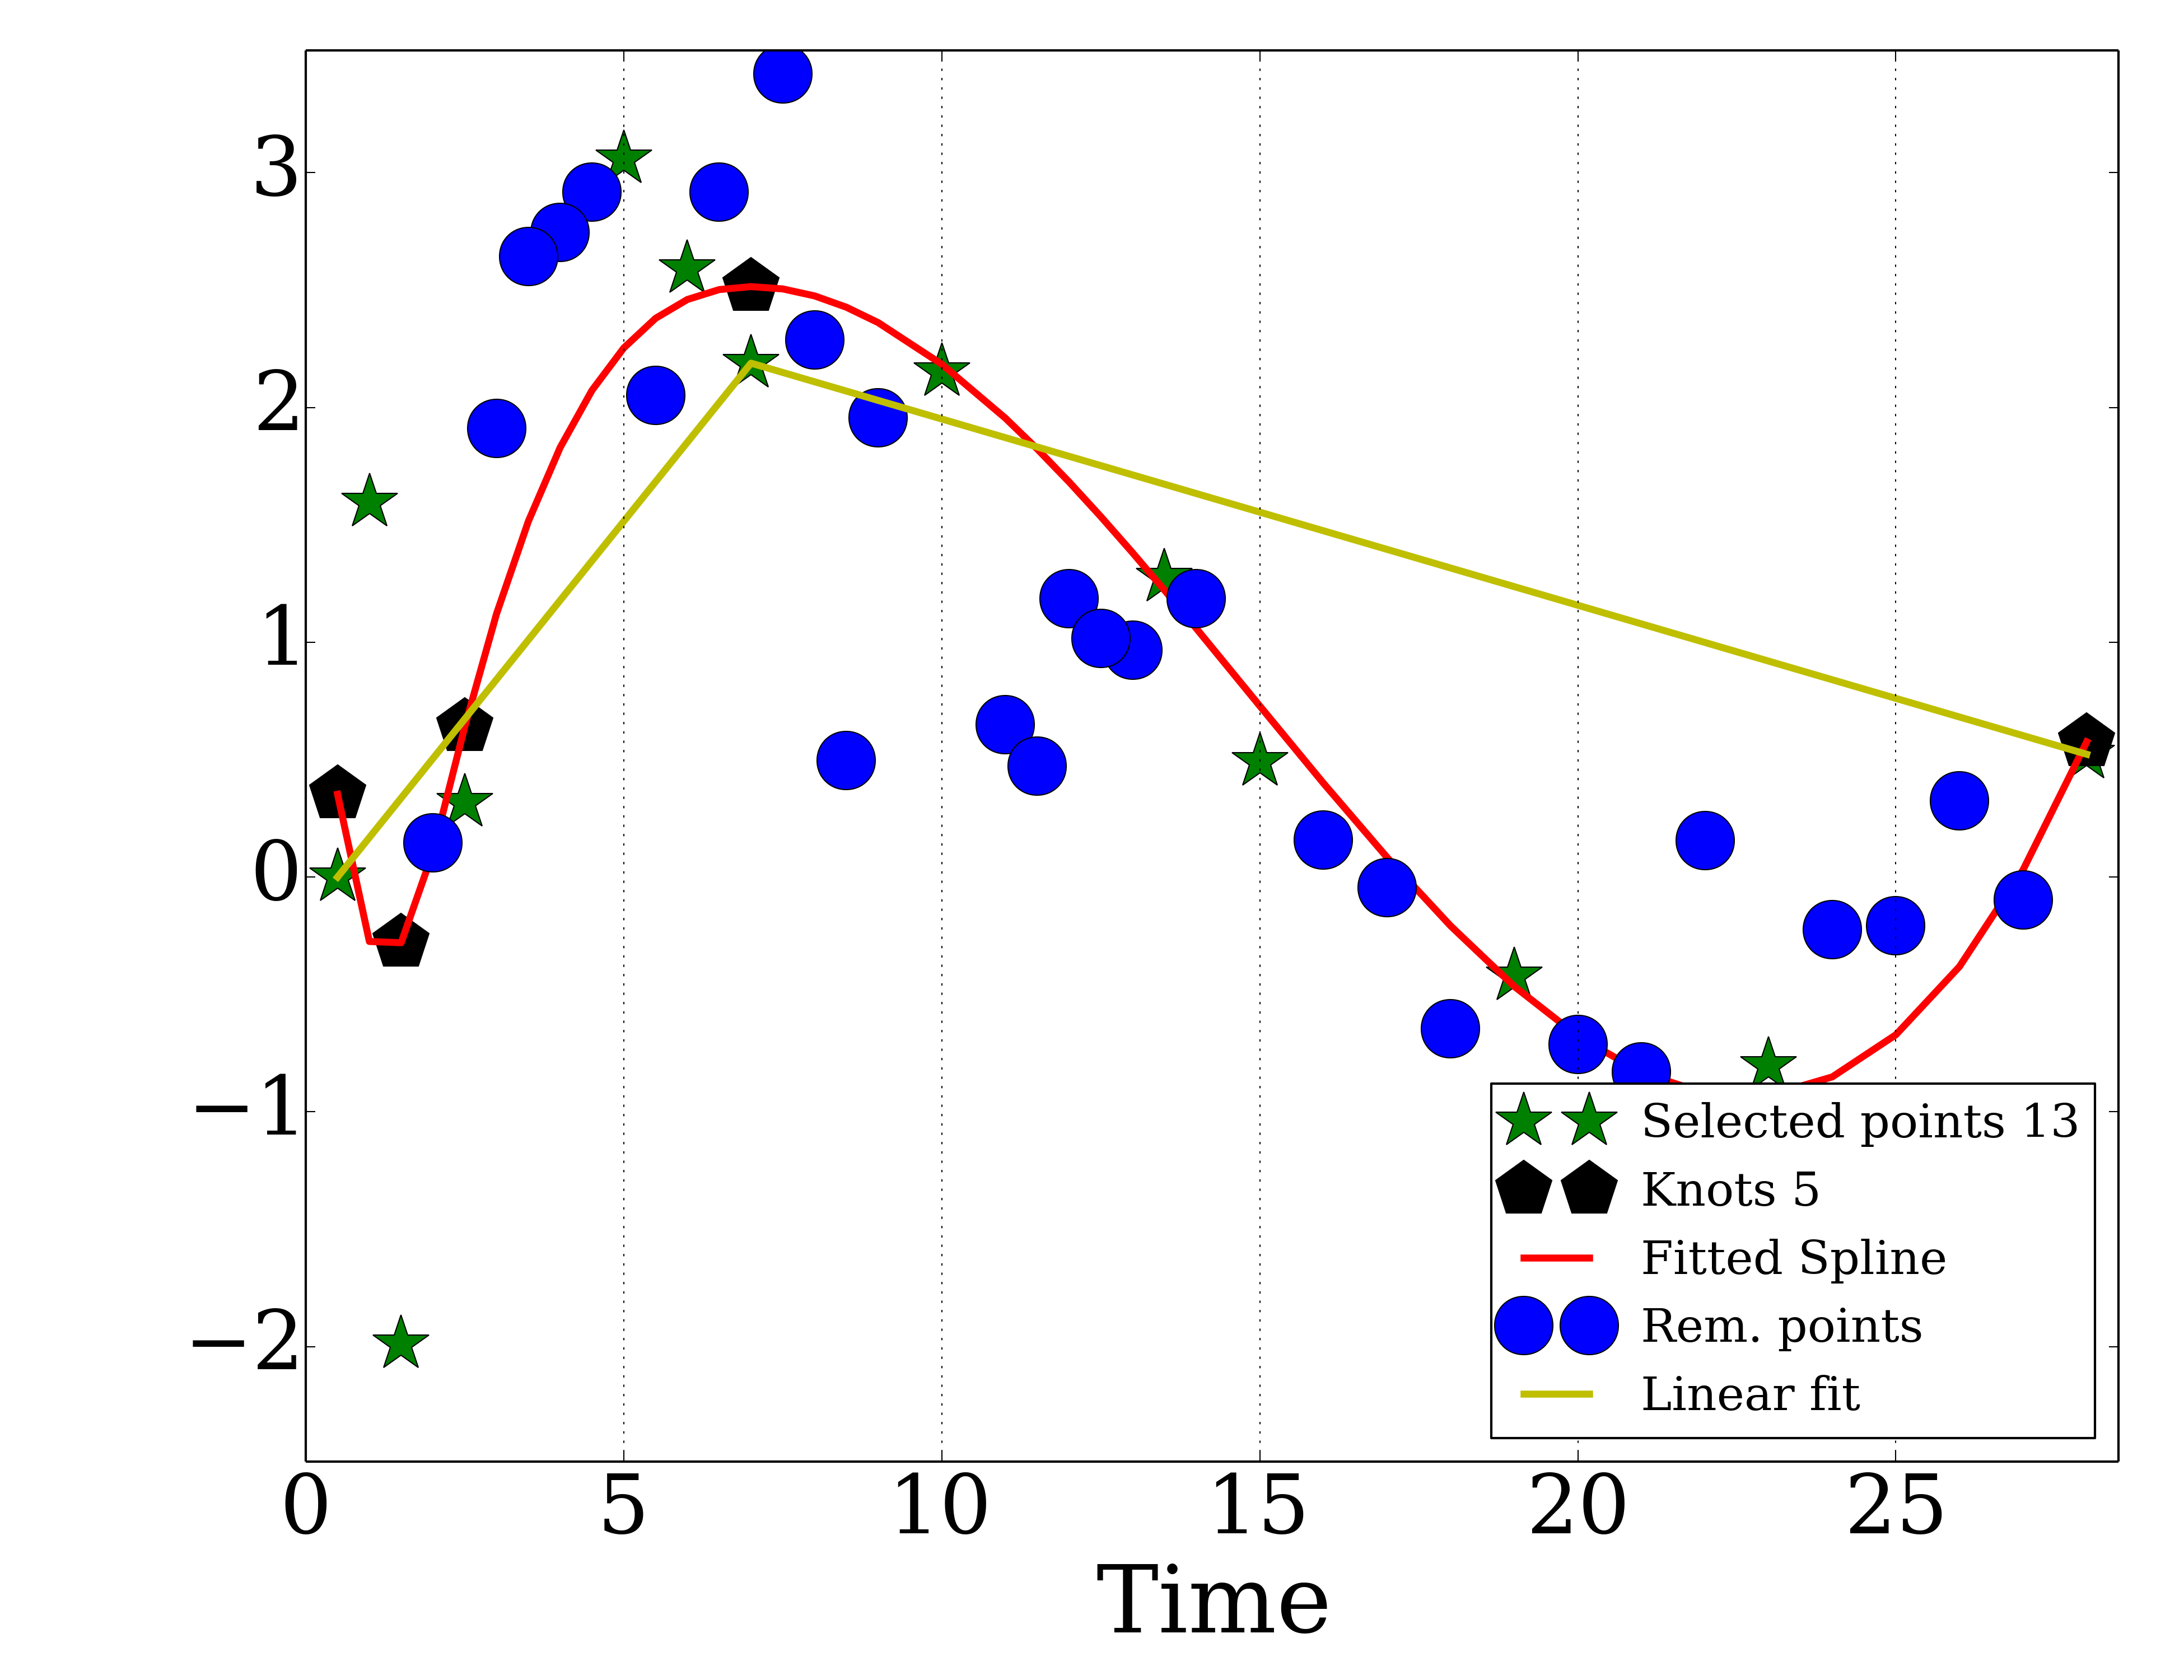 3
2
1
0
−1
−2
Selected points 13
Knots 5
Fitted Spline
Rem. points
Linear fit
0 5 10 15 20 25
Time